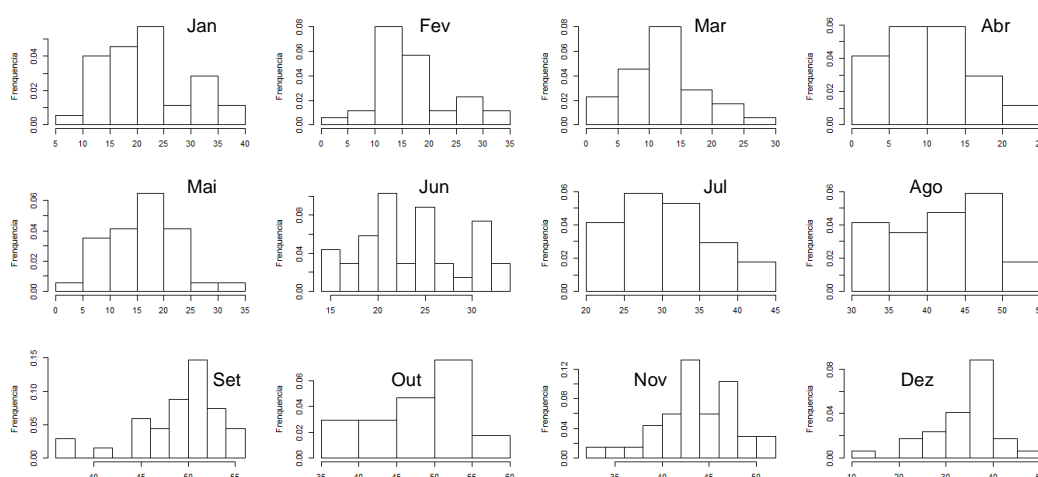 Jan
Fev
Mar
Abr
Frenquencia
0.00 0.02 0.04
5 10 15 20 25 30 35 40
Frenquencia
0.00 0.02 0.04 0.06 0.08
0 5 10 15 20 25 30 35
Frenquencia
0.00 0.02 0.04 0.06 0.08
0 5 10 15 20 25 30
Frenquencia
0.00 0.02 0.04 0.06
0 5 10 15 20
Mai
Jun
Jul
Ago
Frenquencia
0.00 0.02 0.04 0.06
0 5 10 15 20 25 30 35
Frenquencia
0.00 0.04 0.08
15 20 25 30
Frenquencia
0.00 0.02 0.04 0.06
20 25 30 35 40 45
Frenquencia
0.00 0.02 0.04 0.06
30 35 40 45 50
Set
Out
Nov
Dez
Frenquencia
0.00 0.05 0.10 0.15
40 45 50 55
Frenquencia
0.00 0.02 0.04 0.06
35 40 45 50 55 60
Frenquencia
0.00 0.04 0.08 0.12
35 40 45 50
Frenquencia
0.00 0.04 0.08
10 20 30 40